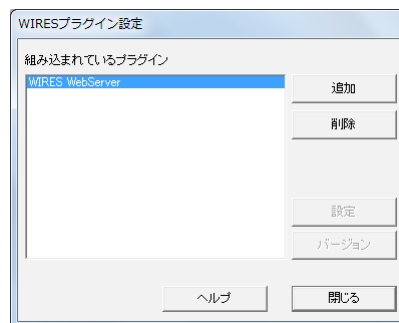 WIRESプラグイン設定
組み込まれているプラグイン
WIRES WebServer
追加
削除
設定
バージョン
ヘルプ
閉じる